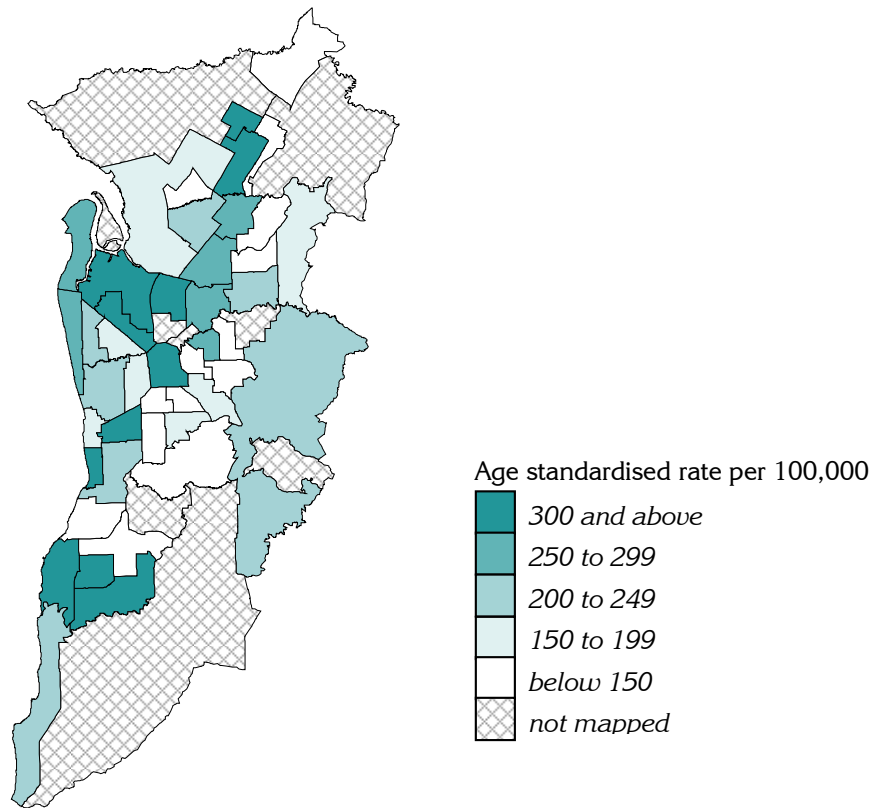 Age standardised rate per 100,000
300 and above
250 to 299
200 to 249
150 to 199
below 150
not mapped